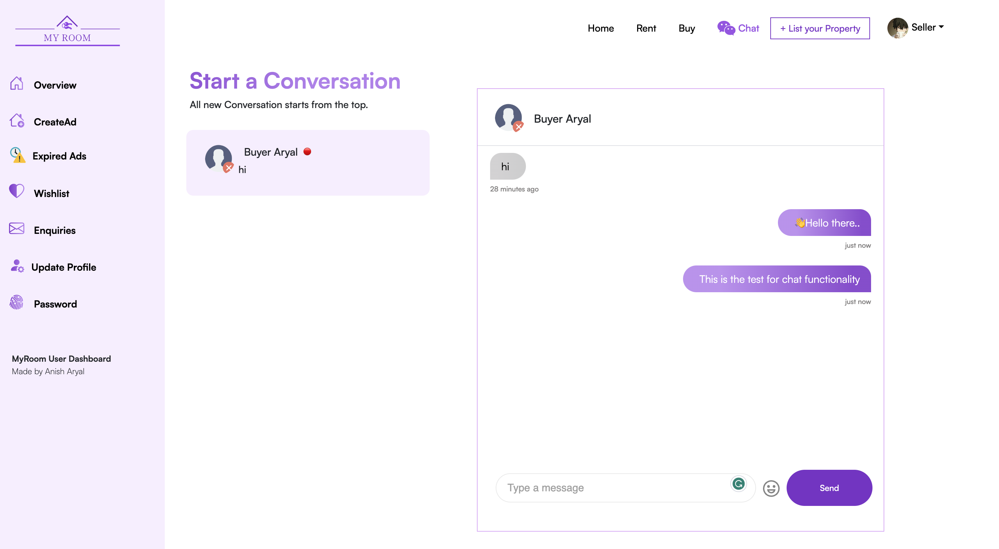 MY ROOM
Home
Rent
Buy
Chat
+ List your Property
Seller
Overview
CreateAd
Expired Ads
Wishlist
Enquiries
Update Profile
Password
MyRoom User Dashboard
Made by Anish Aryal
Start a Conversation
All new Conversation starts from the top.
Buyer Aryal
hi
Buyer Aryal
hi
28 minutes ago
👋Hello there..
just now
This is the test for chat functionality
just now
Type a message
Send